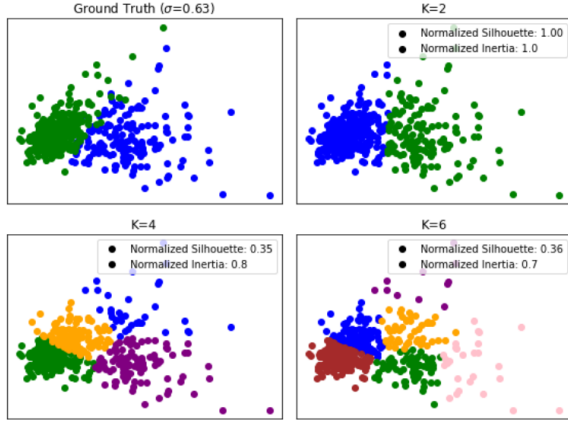 Ground Truth (σ=0.63)
K=2
Normalized Silhouette: 1.00
Normalized Inertia: 1.0
K=4
Normalized Silhouette: 0.35
Normalized Inertia: 0.8
K=6
Normalized Silhouette: 0.36
Normalized Inertia: 0.7